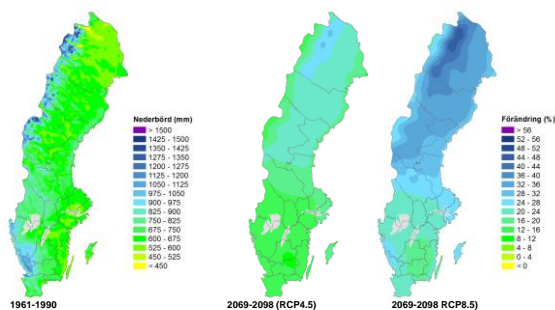 Nederbörd (mm)
> 1500
1425 - 1500
1350 - 1425
1275 - 1350
1200 - 1275
1125 - 1200
1050 - 1125
975 - 1050
900 - 975
825 - 900
750 - 825
675 - 750
600 - 675
525 - 600
450 - 525
< 450
Förändring (%)
> 56
52 - 56
48 - 52
44 - 48
40 - 44
36 - 40
32 - 36
28 - 32
24 - 28
20 - 24
16 - 20
12 - 16
8 - 12
4 - 8
0 - 4
< 0
1961-1990
2069-2098 (RCP4.5)
2069-2098 RCP8.5)